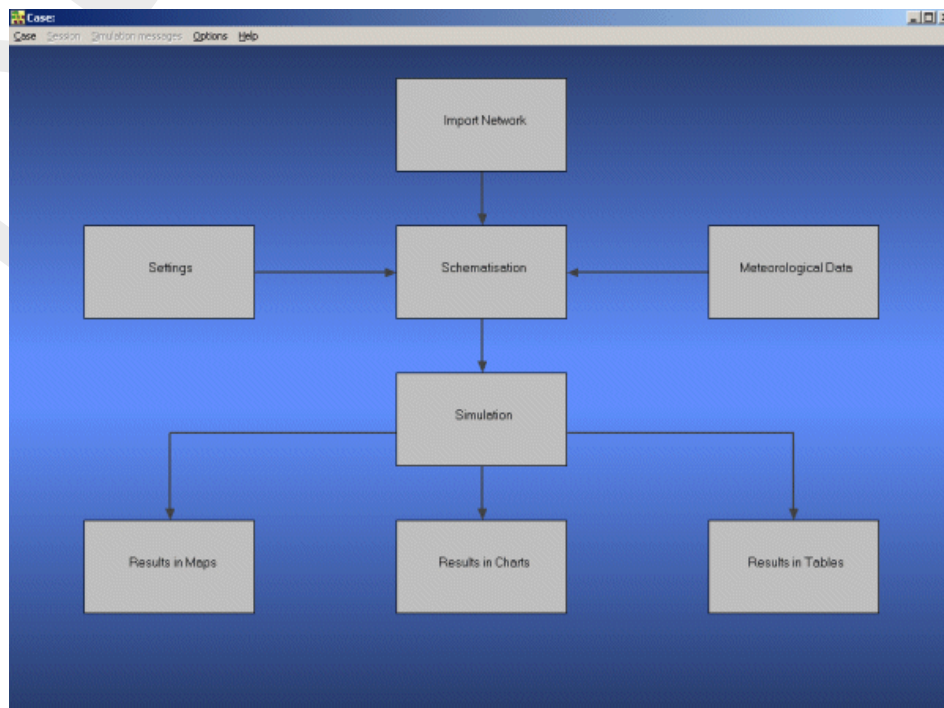 Case:
Case Session Simulation messages Options Help
Import Network
Settings Schematisation Meteorological Data
Simulation
Results in Maps Results in Charts Results in Tables